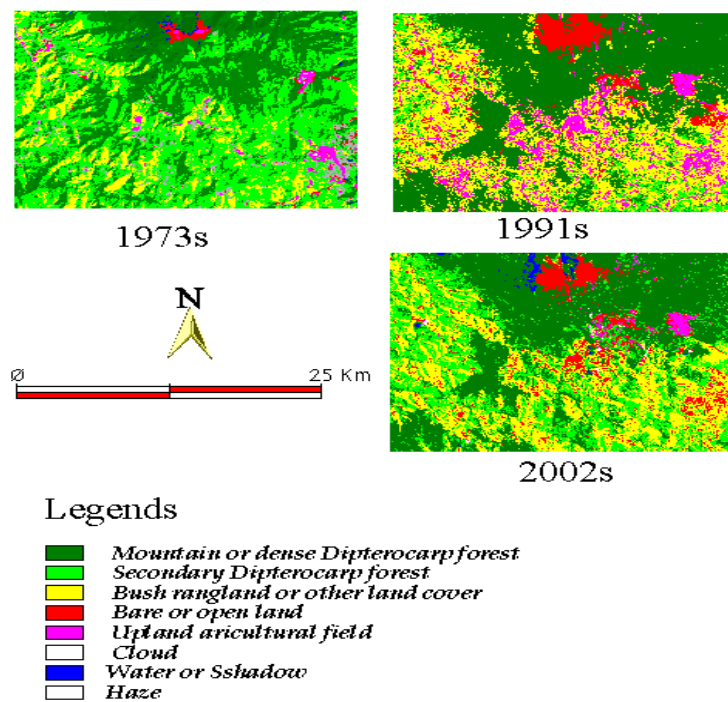 1973s
1991s
N
Ø 25 Km
2002s
Legends
Mountain or dense Dipterocarp forest
Secondary Dipterocarp forest
Bush rangland or other land cover
Bare or open land
Upland aricultural field
Cloud
Water or Sshadow
Haze